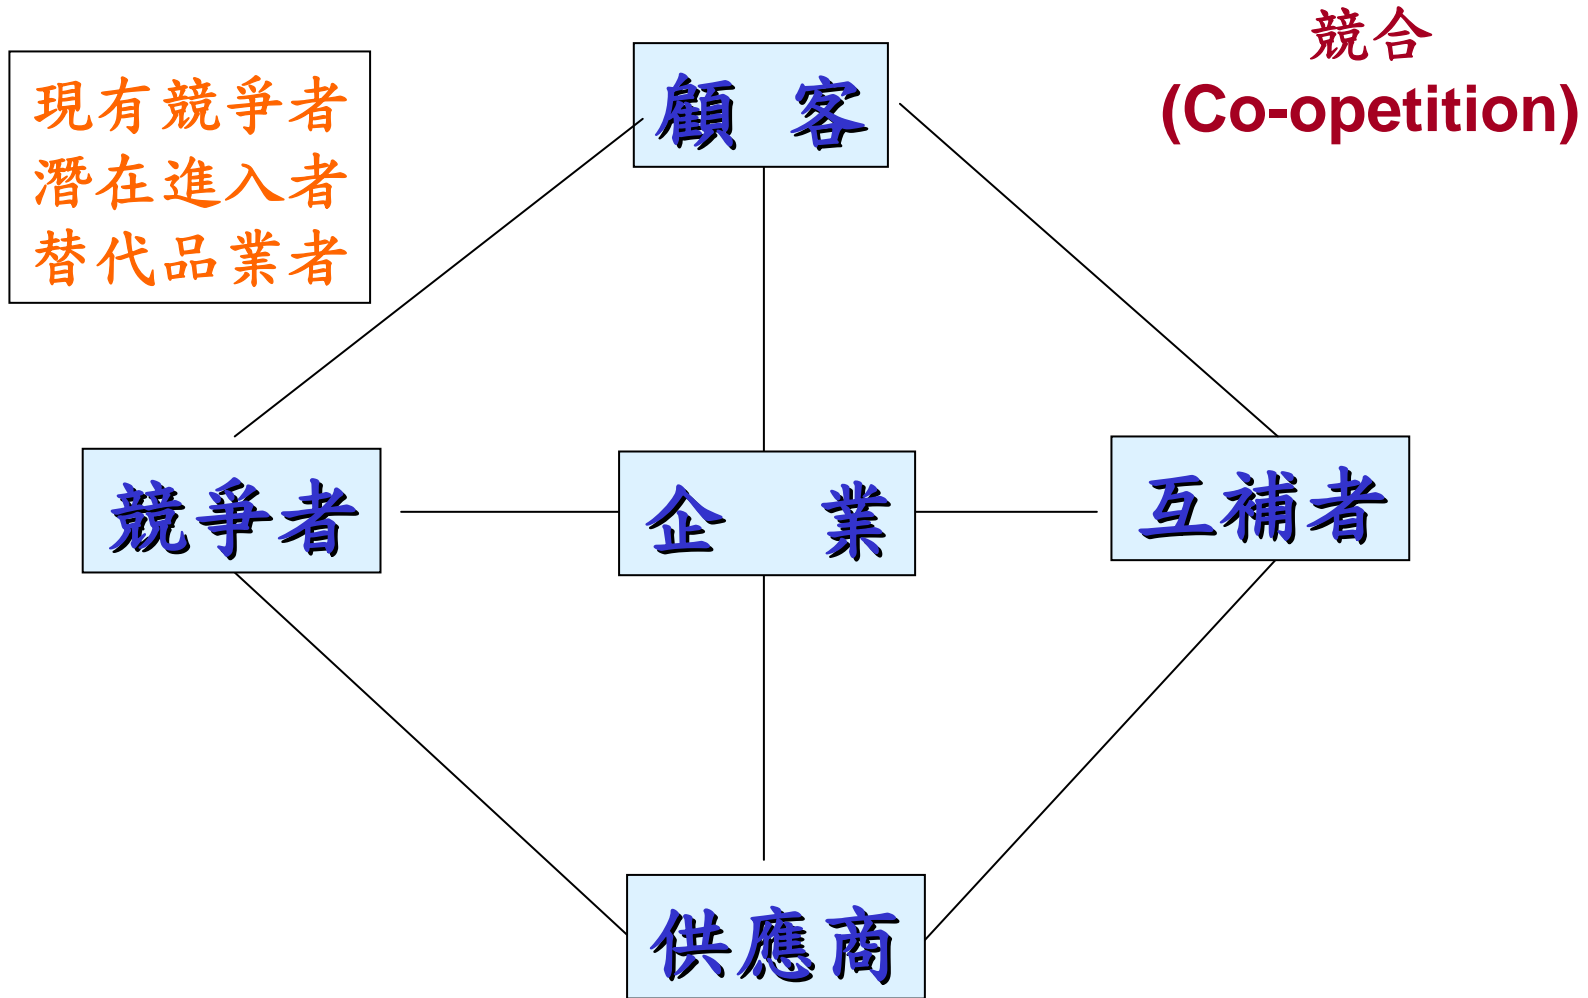 競合
(Co-opetition)
現有競爭者
潛在進入者
替代品業者
顧 客
競爭者
企 業
互補者
供應商